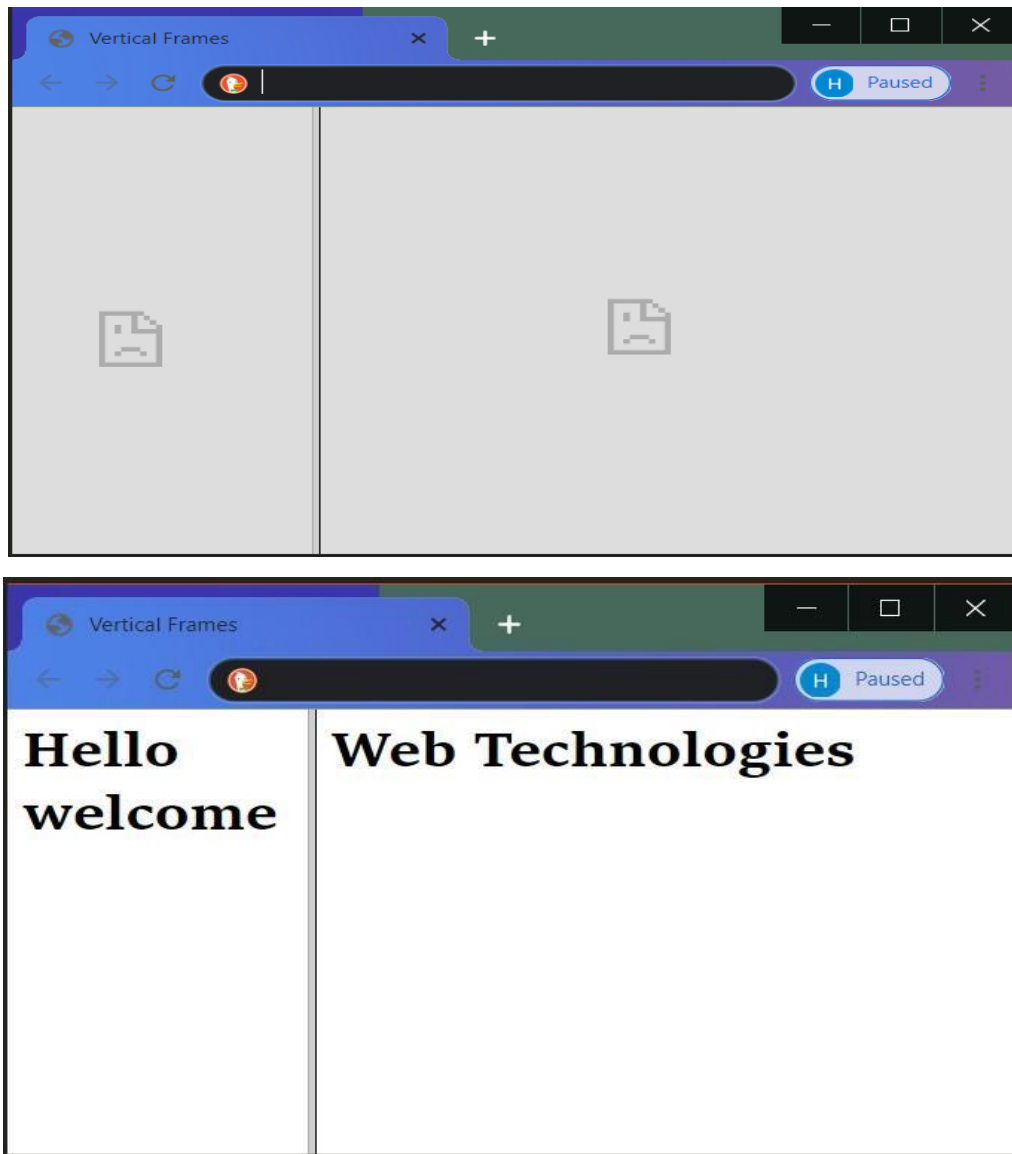 Vertical Frames
H Paused
Vertical Frames
H Paused
Hello
welcome
Web Technologies